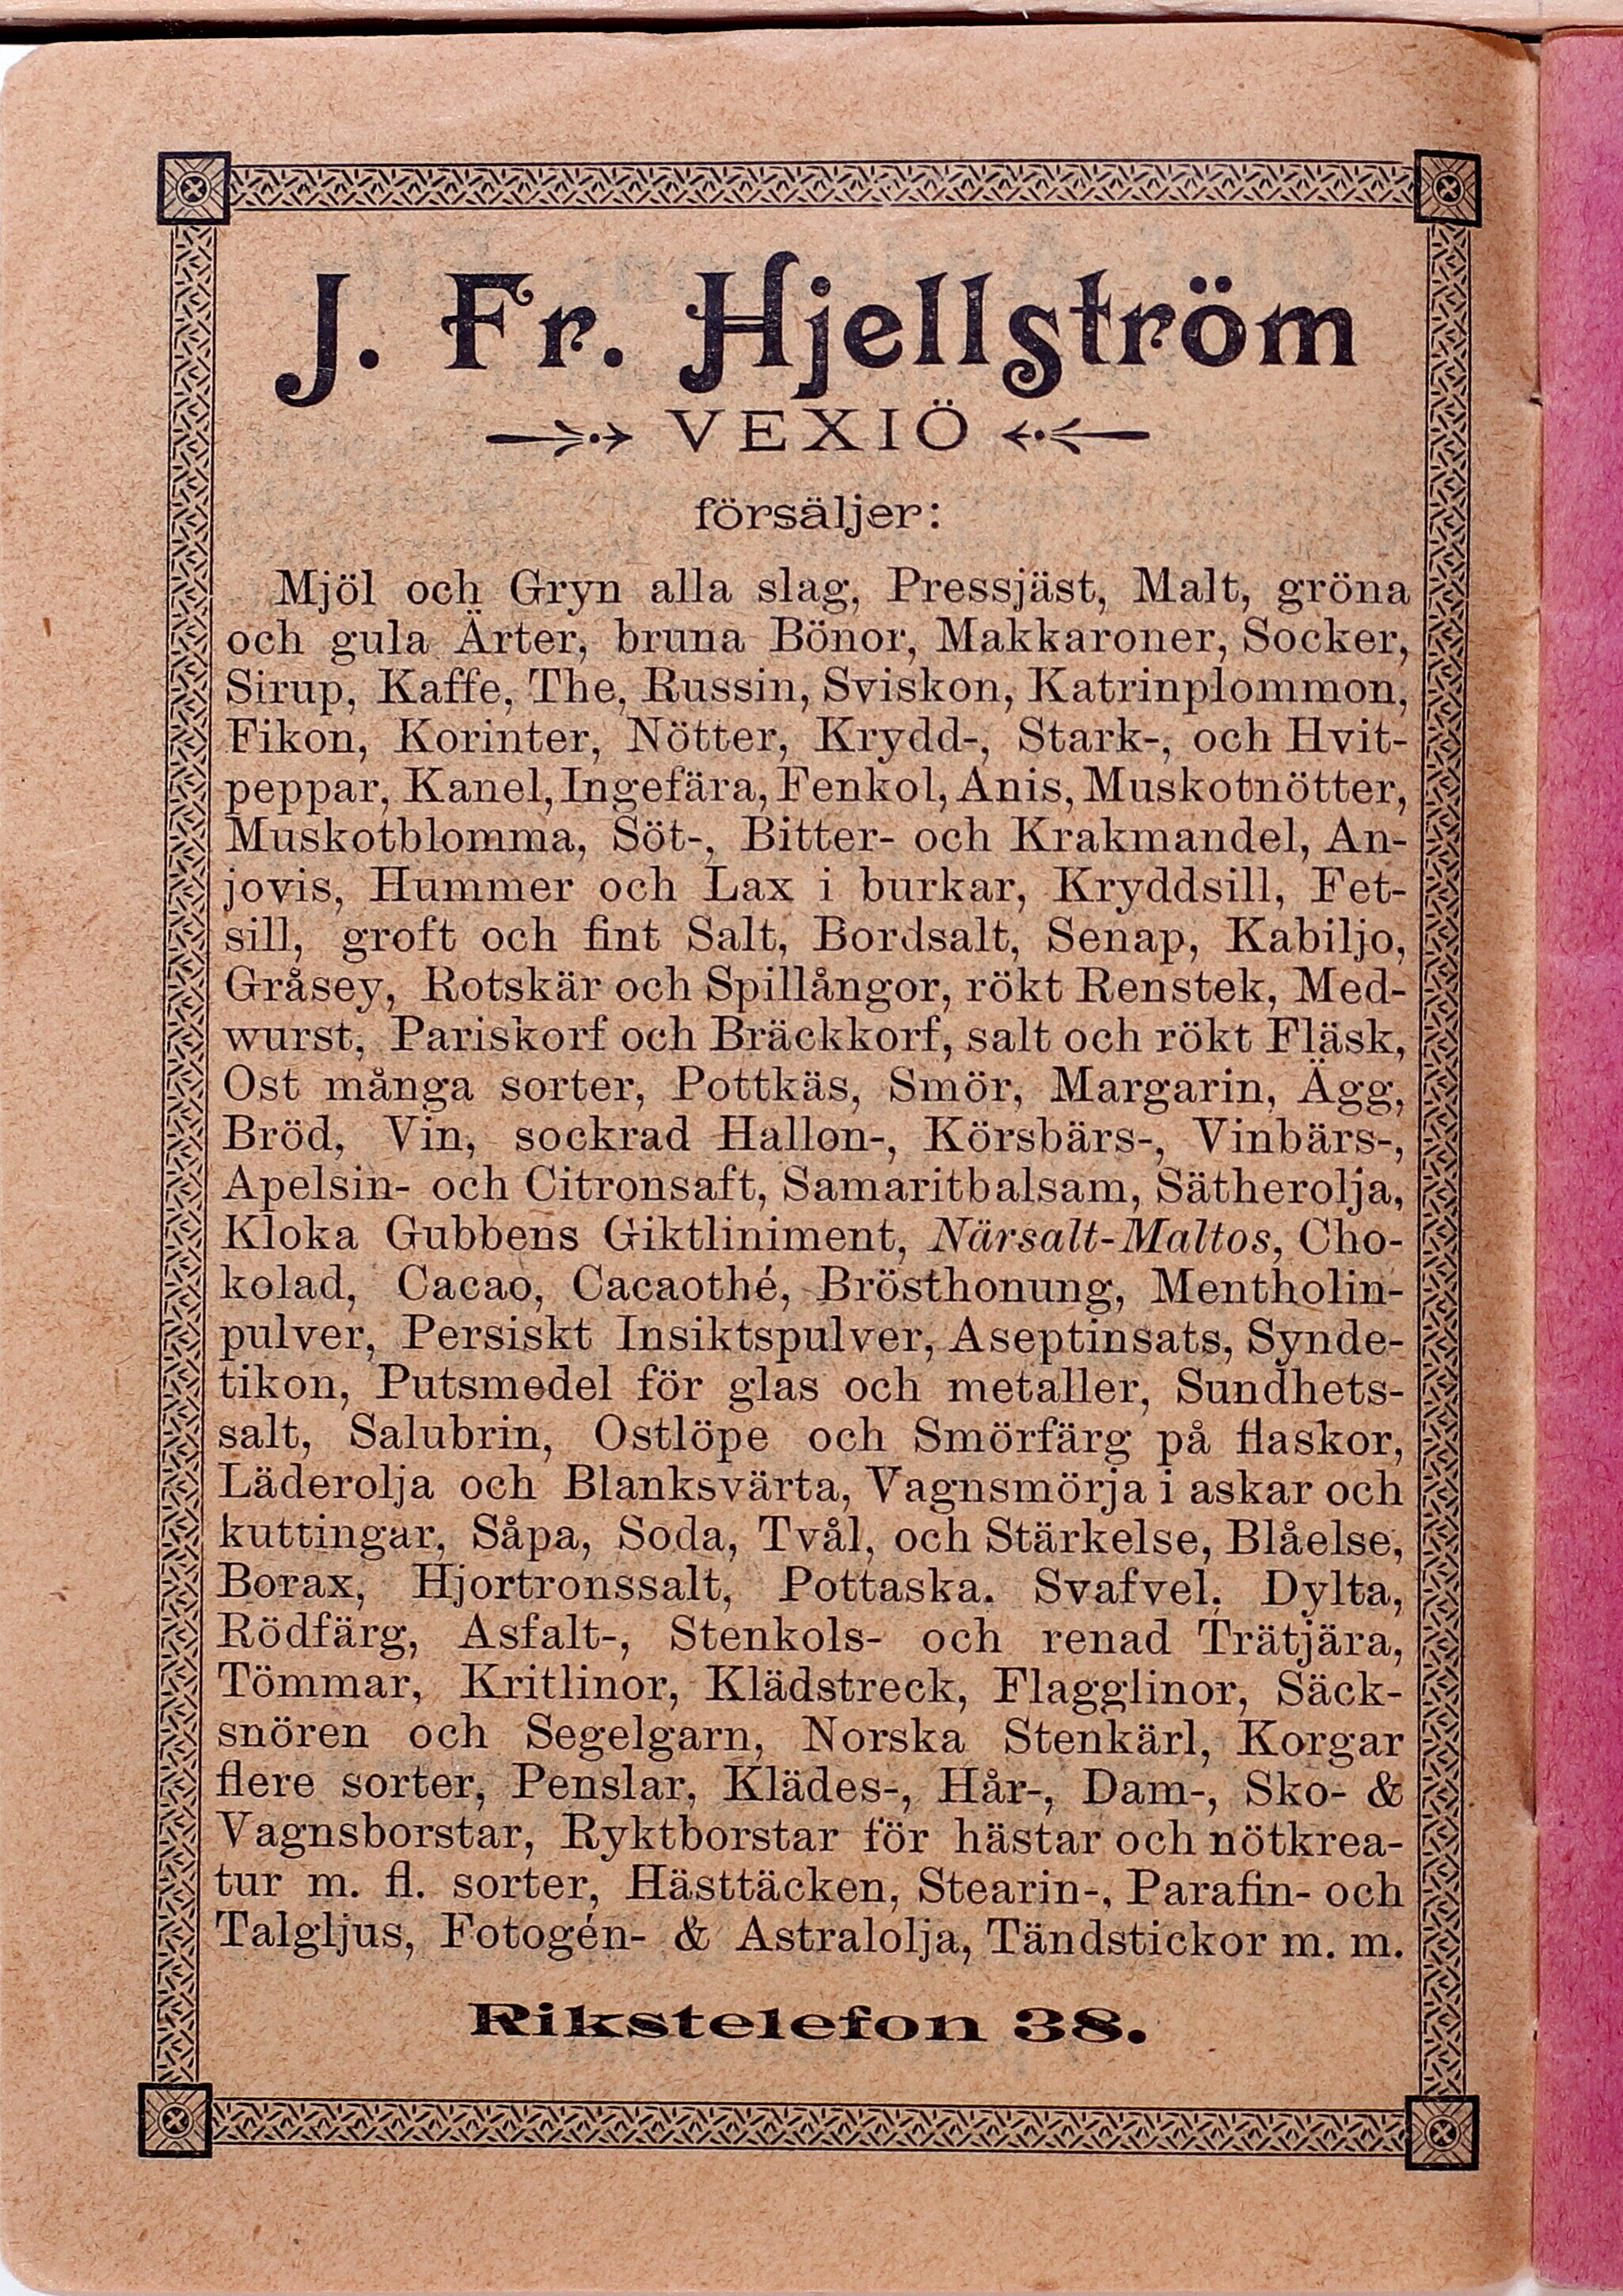 J. Fr. Hjellström
VEXIÖ
försäljer:
Mjöl och Gryn alla slag, Pressjäst, Malt, gröna
och gula Ärter, bruna Bönor, Makkaroner, Socker,
Sirup, Kaffe, The, Russin, Sviskon, Katrinplommon,
Fikon, Korinter, Nötter, Krydd-, Stark-, och Hvit-
peppar, Kanel, Ingefära, Fenkol, Anis, Muskotnötter,
Muskotblomma, Söt-, Bitter- och Krakmandel, An-
jovis, Hummer och Lax i burkar, Kryddsill, Fet-
sill, groft och fint Salt, Bordsalt, Senap, Kabiljo,
Gråsey, Rotskär och Spillångor, rökt Renstek, Med-
wurst, Pariskorf och Bräckkorf, salt och rökt Fläsk,
Ost många sorter, Pottkäs, Smör, Margarin, Ägg,
Bröd, Vin, sockrad Hallon-, Körsbärs-, Vinbärs-,
Apelsin- och Citronsaft, Samaritbalsam, Sätherolja,
Kloka Gubbens Giktliniment, Närsalt-Maltos, Cho-
kolad, Cacao, Cacaothé, Brösthonung, Mentholin-
pulver, Persiskt Insiktspulver, Aseptinsats, Synde-
tikon, Putsmedel för glas och metaller, Sundhets-
salt, Salubrin, Ostlöpe och Smörfärg på flaskor,
Läderolja och Blanksvärta, Vagnsmörja i askar och
kuttingar, Såpa, Soda, Tvål, och Stärkelse, Blåelse,
Borax, Hjortronssalt, Pottaska. Svafvel, Dylta,
Rödfärg, Asfalt-, Stenkols- och renad Trätjära,
Tömmar, Kritlinor, Klädstreck, Flagglinor, Säck-
snören och Segelgarn, Norska Stenkärl, Korgar
flere sorter, Penslar, Klädes-, Hår-, Dam-, Sko- &
Vagnsborstar, Ryktborstar för hästar och nötkrea-
tur m. fl. sorter, Hästtäcken, Stearin-, Parafin- och
Talgljus, Fotogén- & Astralolja, Tändstickor m. m.
Rikstelefon 38.